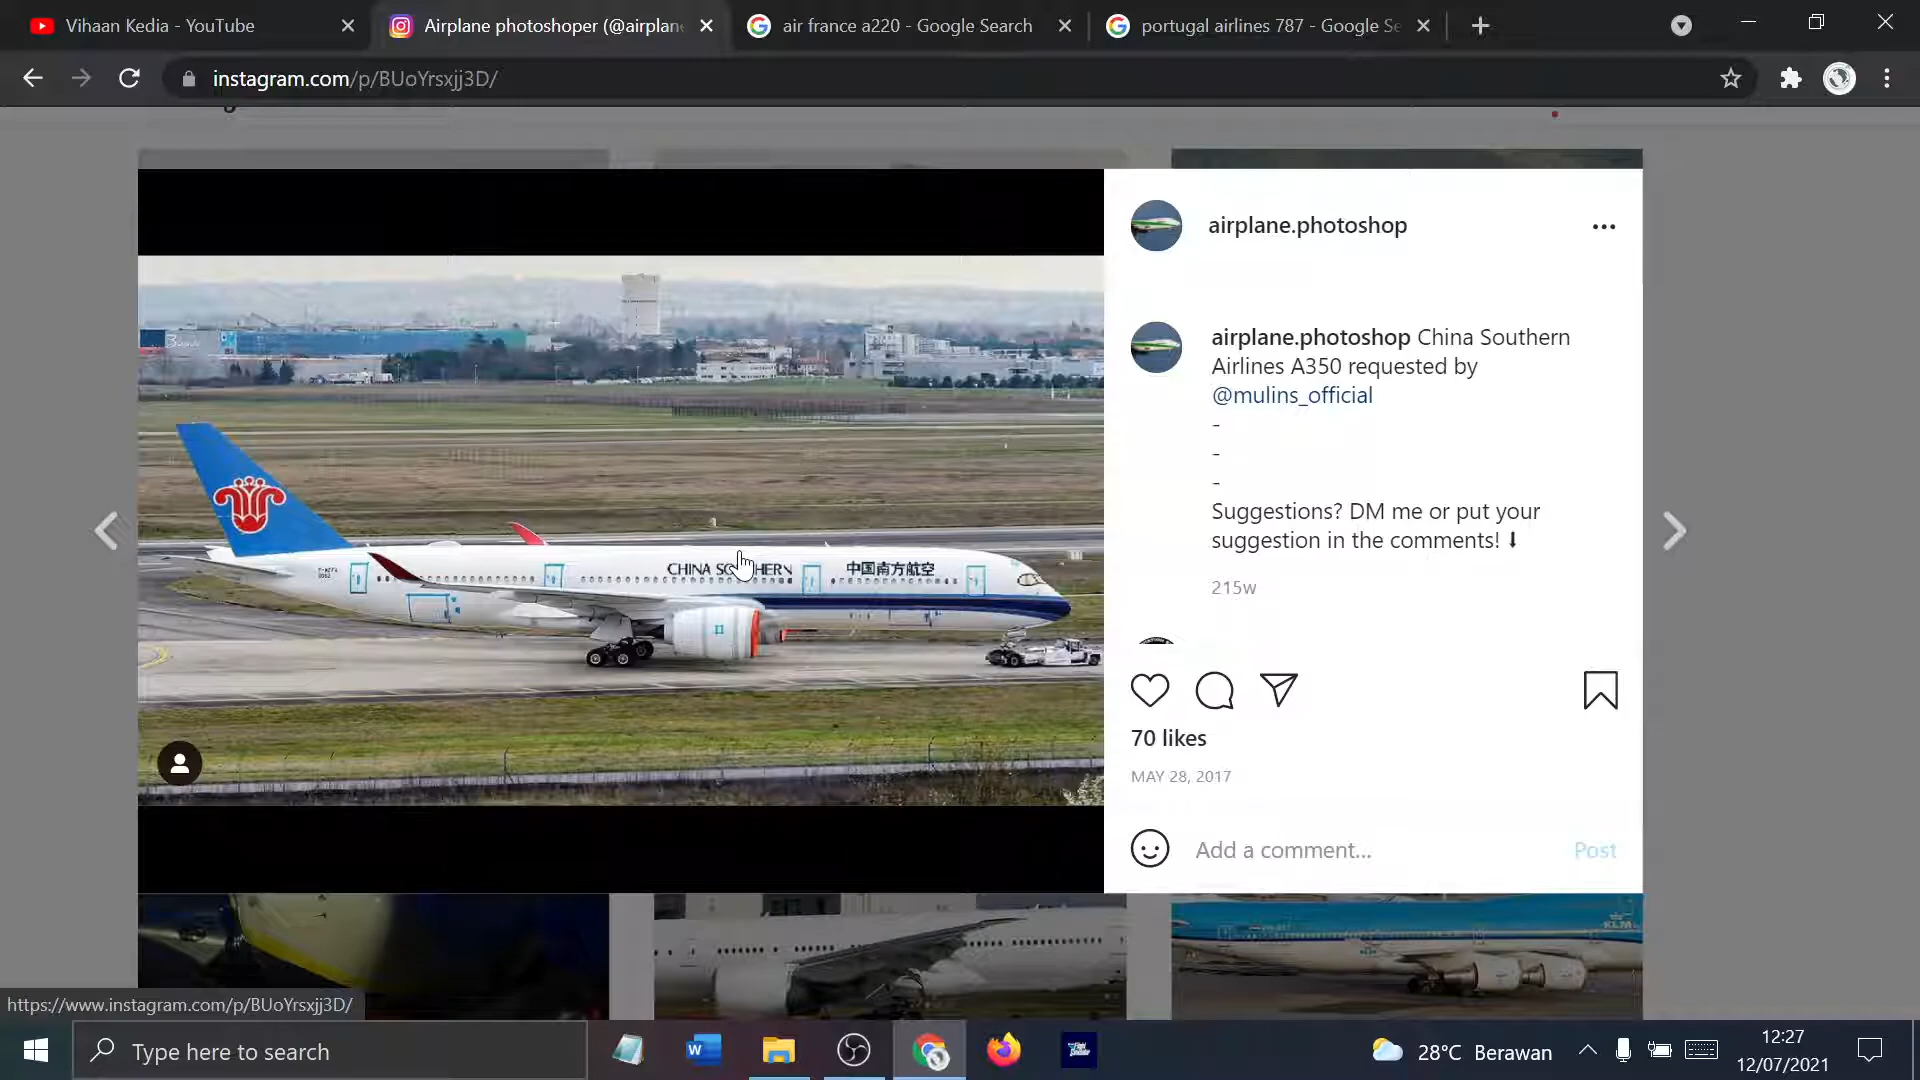 Vihaan Kedia - YouTube
Airplane photoshoper (@airplane
air france a220 - Google Search
portugal airlines 787 - Google Se
instagram.com/p/BUoYrsxjj3D/
airplane.photoshop
airplane.photoshop China Southern
Airlines A350 requested by
@mulins_official
-
-
-
Suggestions? DM me or put your
suggestion in the comments! ⬇
215w
CHINA SOUTHERN 中国南方航空
70 likes
MAY 28, 2017
Add a comment...
Post
KLM
https://www.instagram.com/p/BUoYrsxjj3D/
Type here to search
28°C Berawan
12:27
12/07/2021